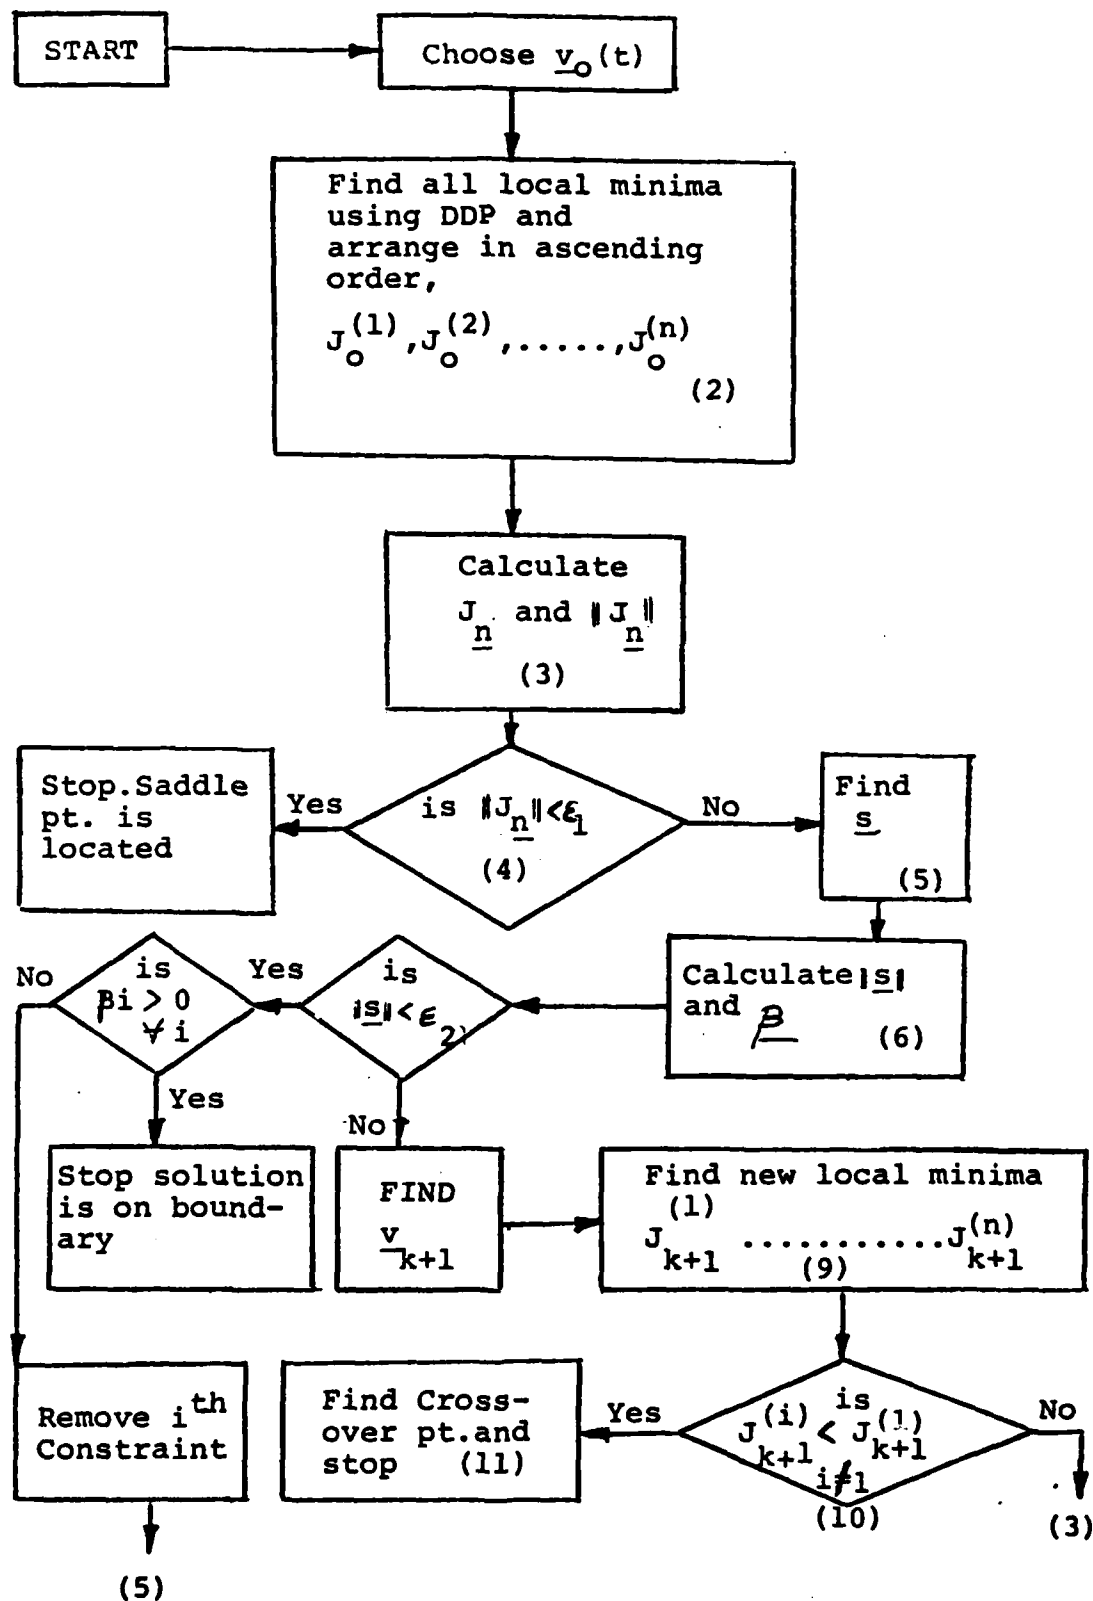 START
Choose v_o(t)
Find all local minima
using DDP and
arrange in ascending
order,
J_o^(1), J_o^(2),.....,J_o^(n)
(2)
Calculate
J_n and ‖J_n‖
(3)
is ‖J_n‖<ε_1
(4)
Yes
No
Stop.Saddle
pt. is
located
Find
s
(5)
Calculate ‖s‖
and β
(6)
is
‖s‖<ε_2
Yes
No
is
βi > 0
∀ i
No
Yes
Stop solution
is on bound-
ary
FIND
v_k+1
Find new local minima
J_k+1^(1) ...........J_k+1^(n)
(9)
is
J_k+1^(i) < J_k+1^(1)
i≠1
(10)
Yes
No
(3)
Find Cross-
over pt.and
stop (11)
Remove i^th
Constraint
(5)